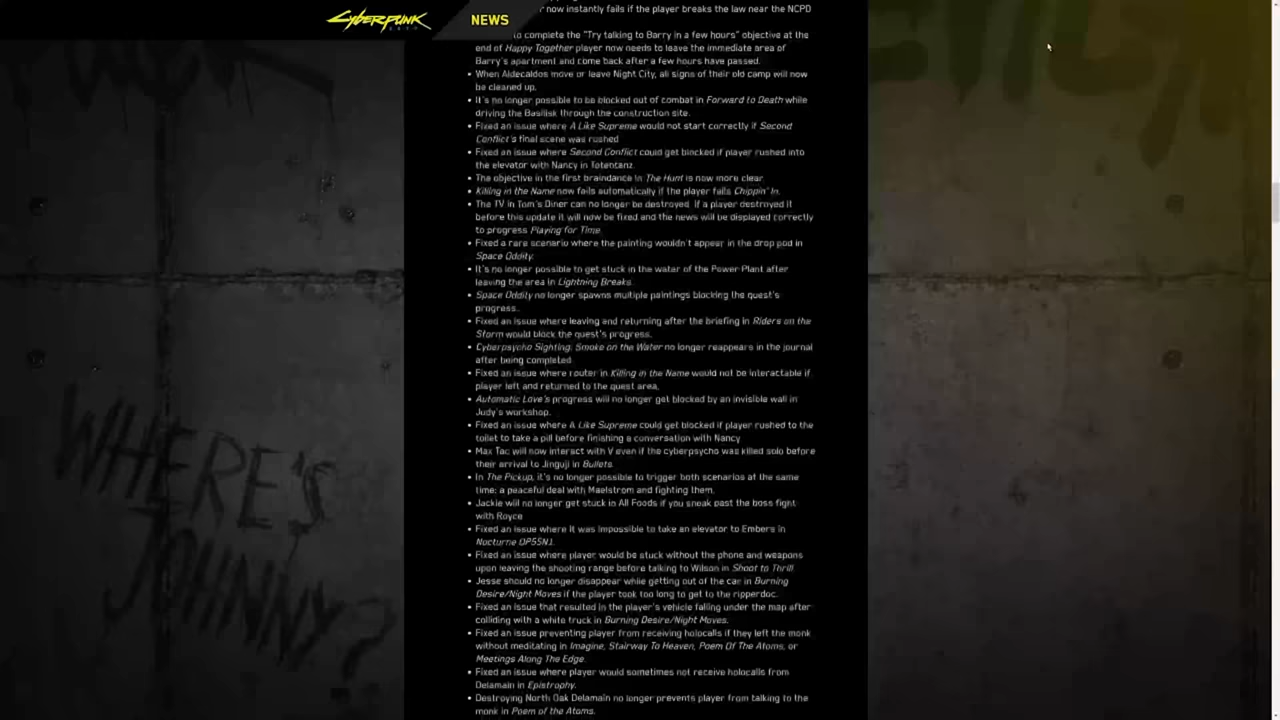 Cyberpunk
NEWS
now instantly fails if the player breaks the law near the NCPD
to complete the "Try talking to Barry in a few hours" objective at the
end of Happy Together player now needs to leave the immediate area of
Barry's apartment and come back after a few hours have passed.
• When Aldecaldos move or leave Night City, all signs of their old camp will now
be cleaned up.
• It's no longer possible to be blocked out of combat in Forward to Death while
driving the Basilisk through the construction site.
• Fixed an issue where A Like Supreme would not start correctly if Second
Conflict's final scene was rushed
• Fixed an issue where Second Conflict could get blocked if player rushed into
the elevator with Nancy in Totentanz.
• The objective in the first braindance in The Hunt is now more clear.
• Killing in the Name now fails automatically if the player fails Chippin' In.
• The TV in Tom's Diner can no longer be destroyed. If a player destroyed it
before this update it will now be fixed and the news will be displayed correctly
to progress Playing for Time.
• Fixed a rare scenario where the painting wouldn't appear in the drop pod in
Space Oddity.
• It's no longer possible to get stuck in the water of the Power Plant after
leaving the area in Lightning Breaks.
• Space Oddity no longer spawns multiple paintings blocking the quest's
progress.
• Fixed an issue where leaving and returning after the briefing in Riders on the
Storm would block the quest's progress.
• Cyberpsycho Sighting: Smoke on the Water no longer reappears in the journal
after being completed.
• Fixed an issue where router in Killing in the Name would not be interactable if
player left and returned to the quest area.
• Automatic Love's progress will no longer get blocked by an invisible wall in
Judy's workshop.
• Fixed an issue where A Like Supreme could get blocked if player rushed to the
toilet to take a pill before finishing a conversation with Nancy
• Max Tac will now interact with V even if the cyberpsycho was killed solo before
their arrival to Jinguji in Bullets.
• In The Pickup, it's no longer possible to trigger both scenarios at the same
time: a peaceful deal with Maelstrom and fighting them.
• Jackie will no longer get stuck in All Foods if you sneak past the boss fight
with Royce
• Fixed an issue where it was impossible to take an elevator to Embers in
Nocturne OP55N1.
• Fixed an issue where player would be stuck without the phone and weapons
upon leaving the shooting range before talking to Wilson in Shoot to Thrill.
• Jesse should no longer disappear while getting out of the car in Burning
Desire/Night Moves if the player took too long to get to the ripperdoc.
• Fixed an issue that resulted in the player's vehicle falling under the map after
colliding with a white truck in Burning Desire/Night Moves.
• Fixed an issue preventing player from receiving holocalls if they left the monk
without meditating in Imagine, Stairway To Heaven, Poem Of The Atoms, or
Meetings Along The Edge.
• Fixed an issue where player would sometimes not receive holocalls from
Delamain in Epistrophy.
• Destroying North Oak Delamain no longer prevents player from talking to the
monk in Poem of the Atoms.
WHERE'S
JOHNNY?